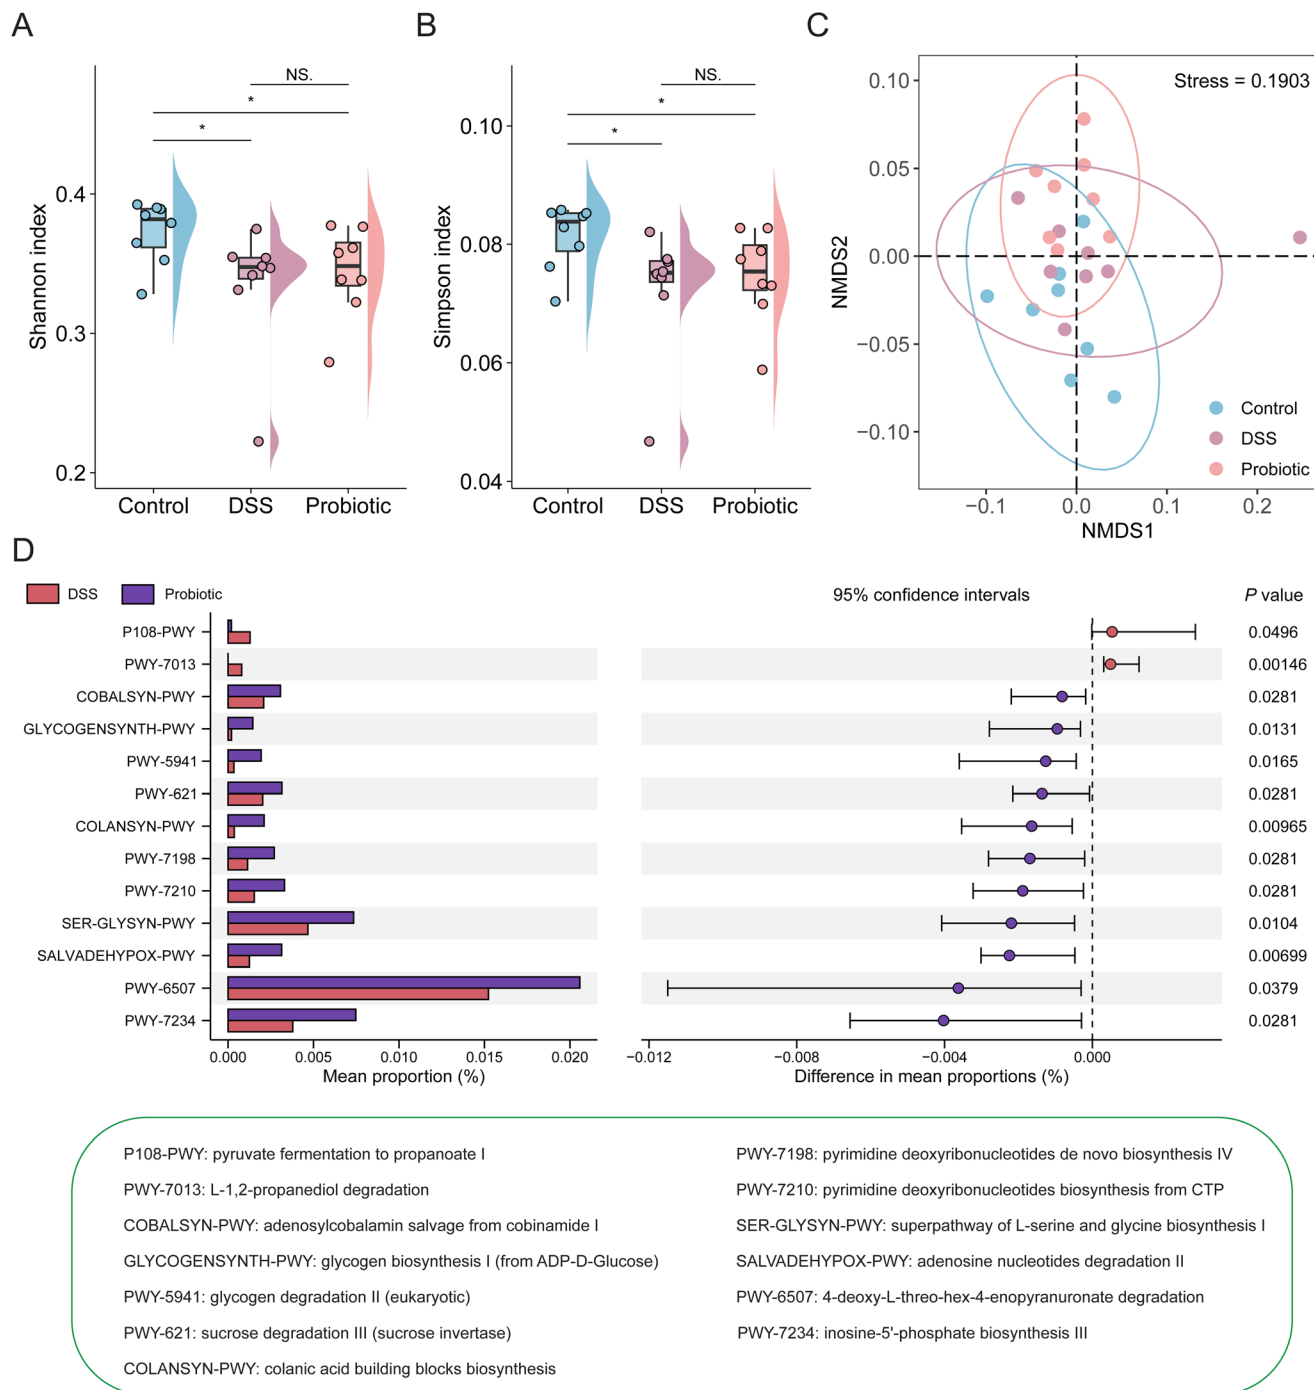 A
B
C
NS.
*
*
0.4
0.3
0.2
Shannon index
Control DSS Probiotic
NS.
*
*
0.10
0.08
0.06
0.04
Simpson index
Control DSS Probiotic
Stress = 0.1903
0.10
0.05
0.00
−0.05
−0.10
NMDS2
Control
DSS
Probiotic
−0.1 0.0 0.1 0.2
NMDS1
D
DSS Probiotic
95% confidence intervals
P value
P108-PWY 0.0496
PWY-7013 0.00146
COBALSYN-PWY 0.0281
GLYCOGENSYNTH-PWY 0.0131
PWY-5941 0.0165
PWY-621 0.0281
COLANSYN-PWY 0.00965
PWY-7198 0.0281
PWY-7210 0.0281
SER-GLYSYN-PWY 0.0104
SALVADEHYPOX-PWY 0.00699
PWY-6507 0.0379
PWY-7234 0.0281
0.000 0.005 0.010 0.015 0.020
Mean proportion (%)
−0.012 −0.008 −0.004 0.000
Difference in mean proportions (%)
P108-PWY: pyruvate fermentation to propanoate I
PWY-7013: L-1,2-propanediol degradation
COBALSYN-PWY: adenosylcobalamin salvage from cobinamide I
GLYCOGENSYNTH-PWY: glycogen biosynthesis I (from ADP-D-Glucose)
PWY-5941: glycogen degradation II (eukaryotic)
PWY-621: sucrose degradation III (sucrose invertase)
COLANSYN-PWY: colanic acid building blocks biosynthesis
PWY-7198: pyrimidine deoxyribonucleotides de novo biosynthesis IV
PWY-7210: pyrimidine deoxyribonucleotides biosynthesis from CTP
SER-GLYSYN-PWY: superpathway of L-serine and glycine biosynthesis I
SALVADEHYPOX-PWY: adenosine nucleotides degradation II
PWY-6507: 4-deoxy-L-threo-hex-4-enopyranuronate degradation
PWY-7234: inosine-5'-phosphate biosynthesis III